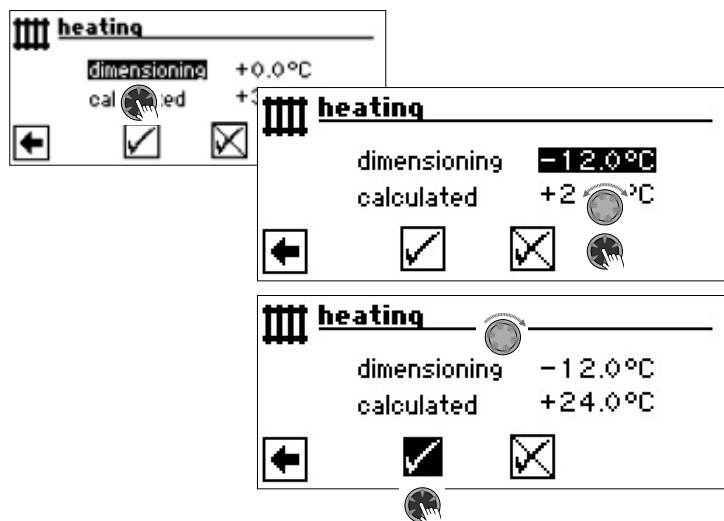 heating
dimensioning +0.0°C
heating
dimensioning -12.0°C
calculated
heating
dimensioning -12.0°C
calculated +24.0°C